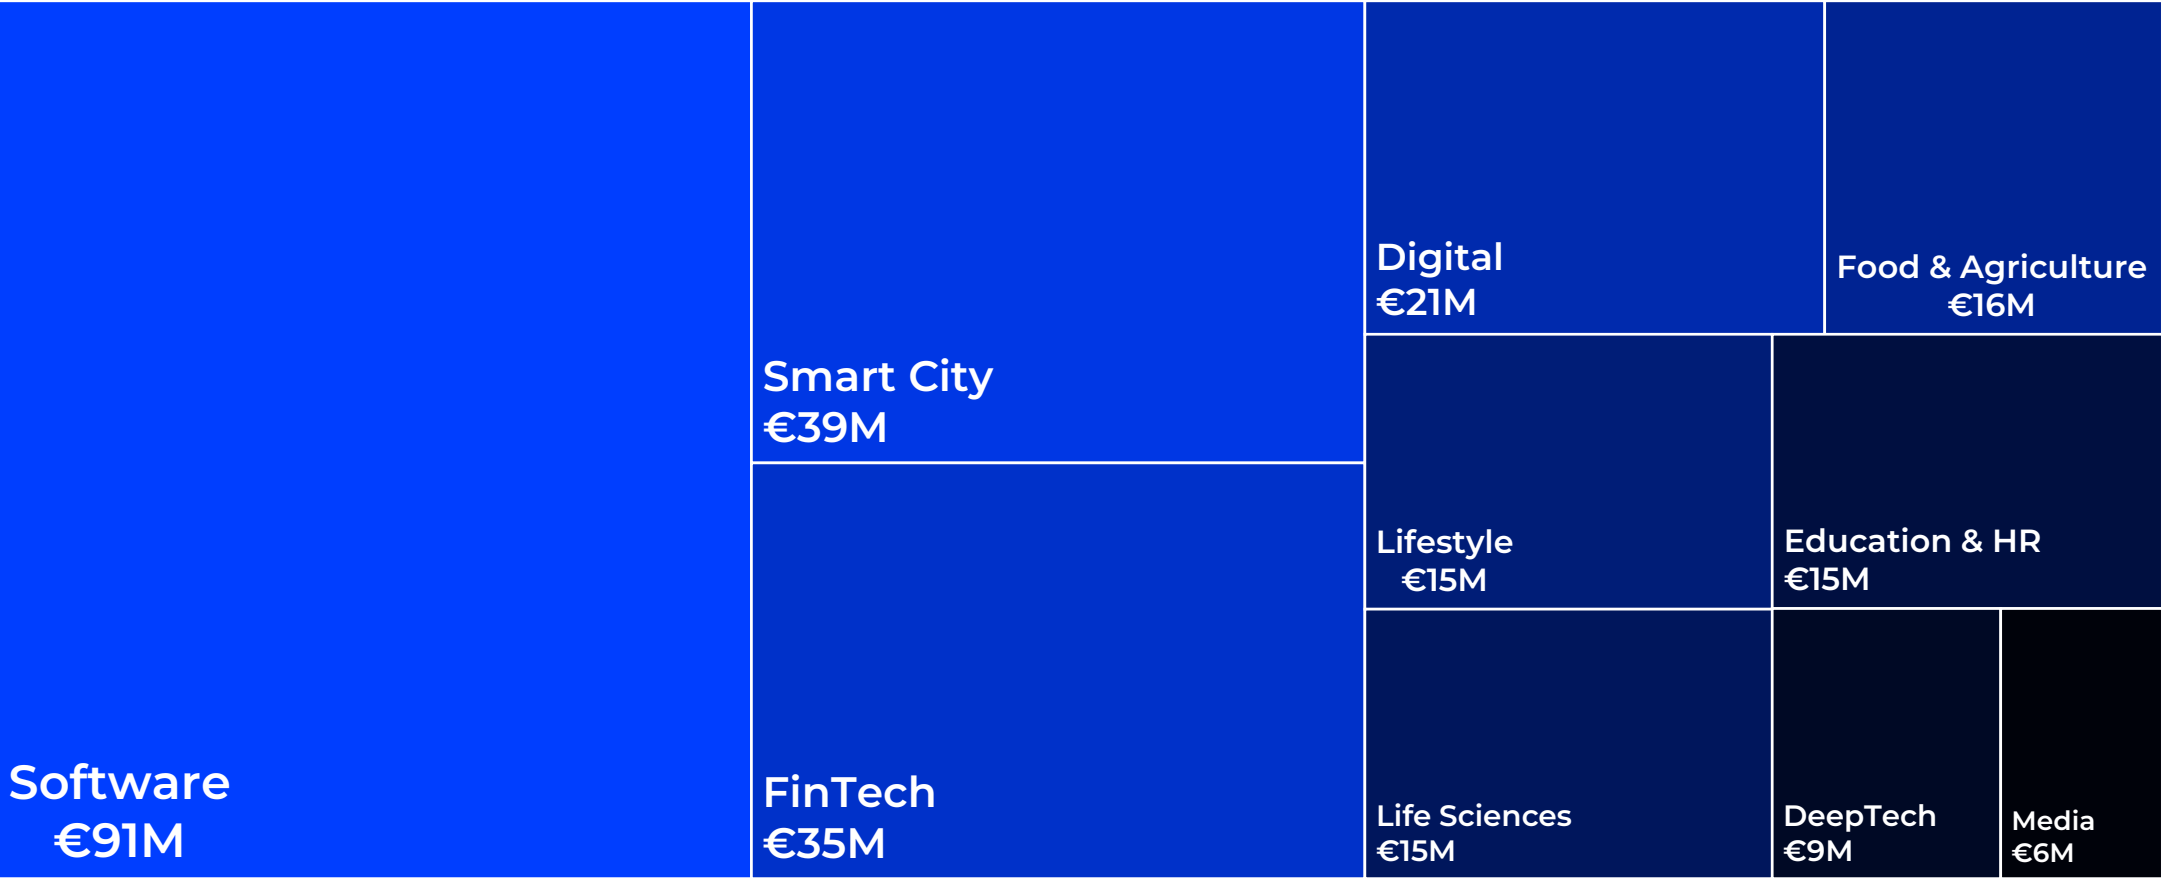 Software
€91M
Smart City
€39M
FinTech
€35M
Digital
€21M
Food & Agriculture
€16M
Lifestyle
€15M
Education & HR
€15M
Life Sciences
€15M
DeepTech
€9M
Media
€6M